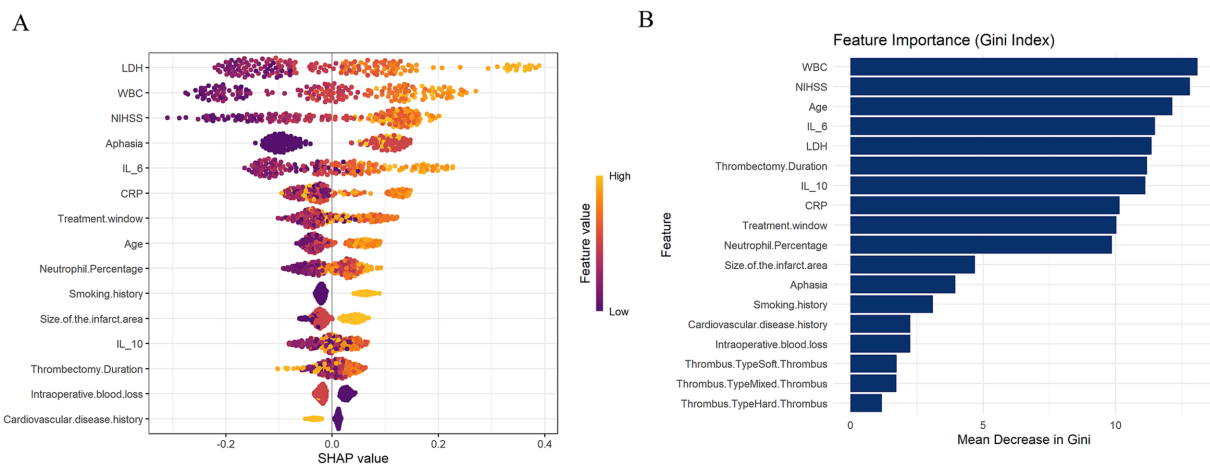 A
LDH
WBC
NIHSS
Aphasia
IL_6
CRP
Treatment.window
Age
Neutrophil.Percentage
Smoking.history
Size.of.the.infarct.area
IL_10
Thrombectomy.Duration
Intraoperative.blood.loss
Cardiovascular.disease.history
-0.2 0.0 0.2 0.4
SHAP value
High
Feature value
Low
B
Feature Importance (Gini Index)
Feature
WBC
NIHSS
Age
IL_6
LDH
Thrombectomy.Duration
IL_10
CRP
Treatment.window
Neutrophil.Percentage
Size.of.the.infarct.area
Aphasia
Smoking.history
Cardiovascular.disease.history
Intraoperative.blood.loss
Thrombus.TypeSoft.Thrombus
Thrombus.TypeMixed.Thrombus
Thrombus.TypeHard.Thrombus
0 5 10
Mean Decrease in Gini